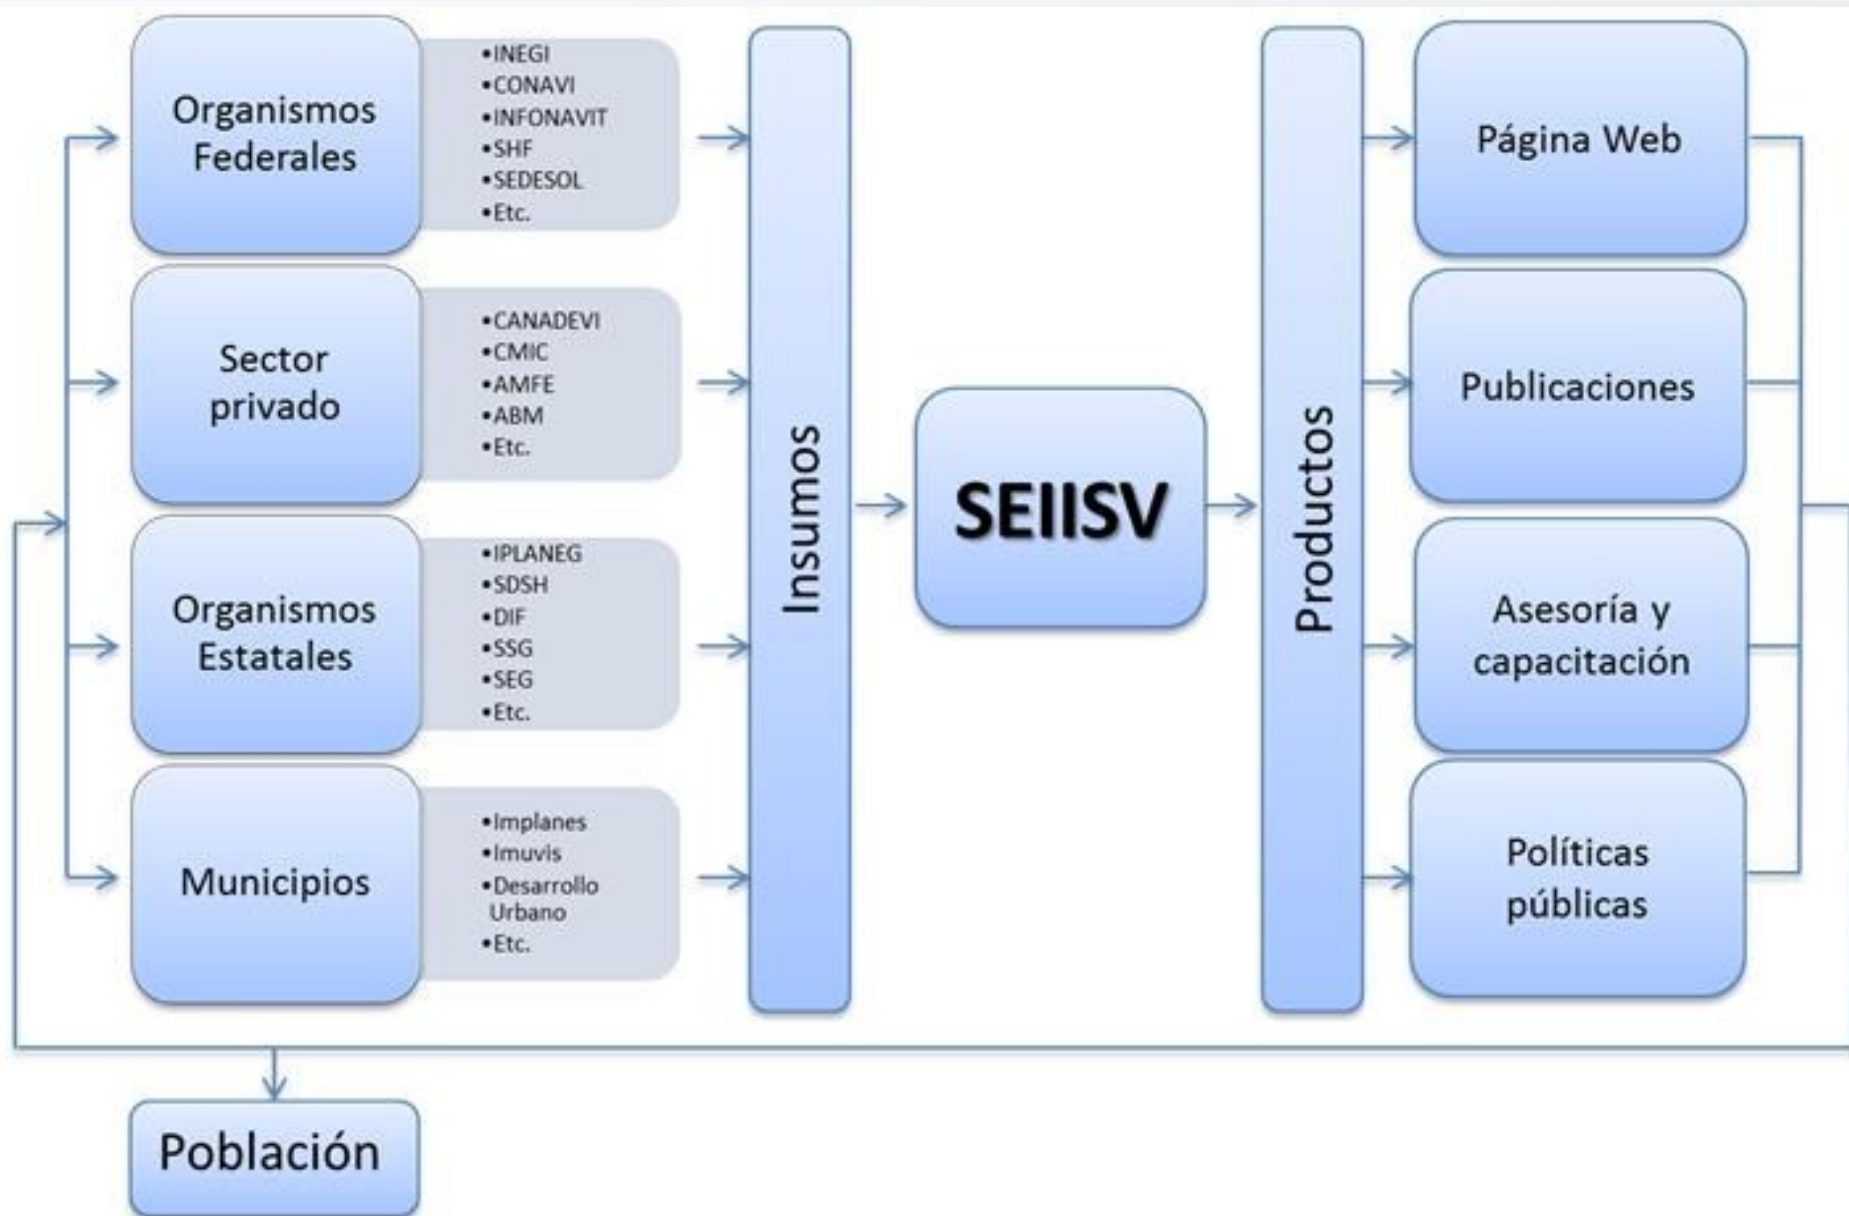 Organismos
Federales
•INEGI
•CONAVI
•INFONAVIT
•SHF
•SEDESOL
•Etc.
Sector
privado
•CANADEVI
•CMIC
•AMFE
•ABM
•Etc.
Organismos
Estatales
•IPLANEG
•SDSH
•DIF
•SSG
•SEG
•Etc.
Municipios
•Implanes
•Imuvis
•Desarrollo
Urbano
•Etc.
Insumos
SEIISV
Productos
Página Web
Publicaciones
Asesoría y
capacitación
Políticas
públicas
Población